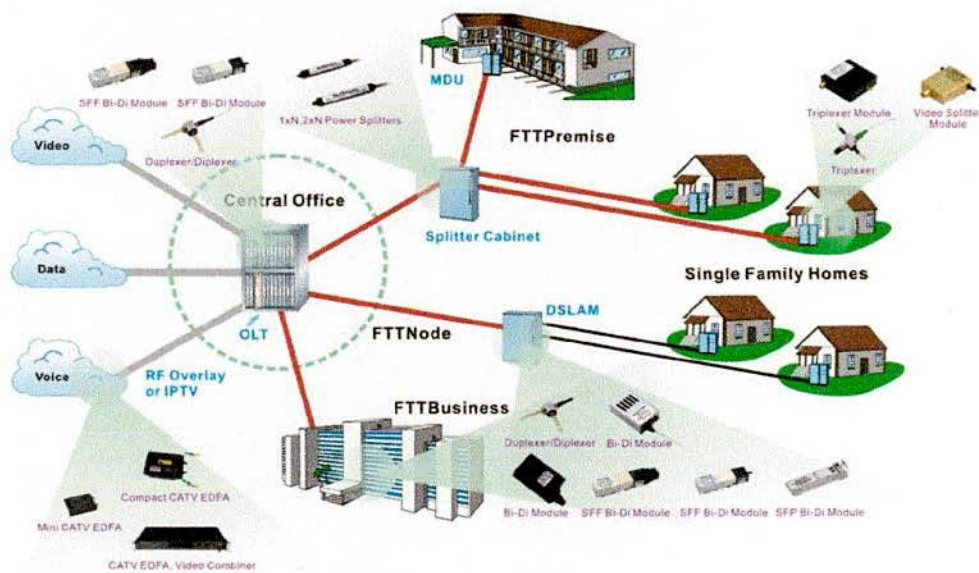 SFF Bi-Di Module
SFF Bi-Di Module
1xN,2xN Power Splitters
MDU
Triplexer Module
Video Splitte
Module
Video
Duplexer/Diplexer
FTTPremise
Triplexer
Central Office
Splitter Cabinet
Data
Single Family Homes
OLT
FTTNode
DSLAM
Voice
RF Overlay
or IPTV
FTTBusiness
Duplexer/Diplexer
Bi-Di Module
Compact CATV EDFA
Mini CATV EDFA
Bi-Di Module
SFF Bi-Di Module
SFF Bi-Di Module
SFP Bi-Di Module
CATV EDFA, Video Combiner